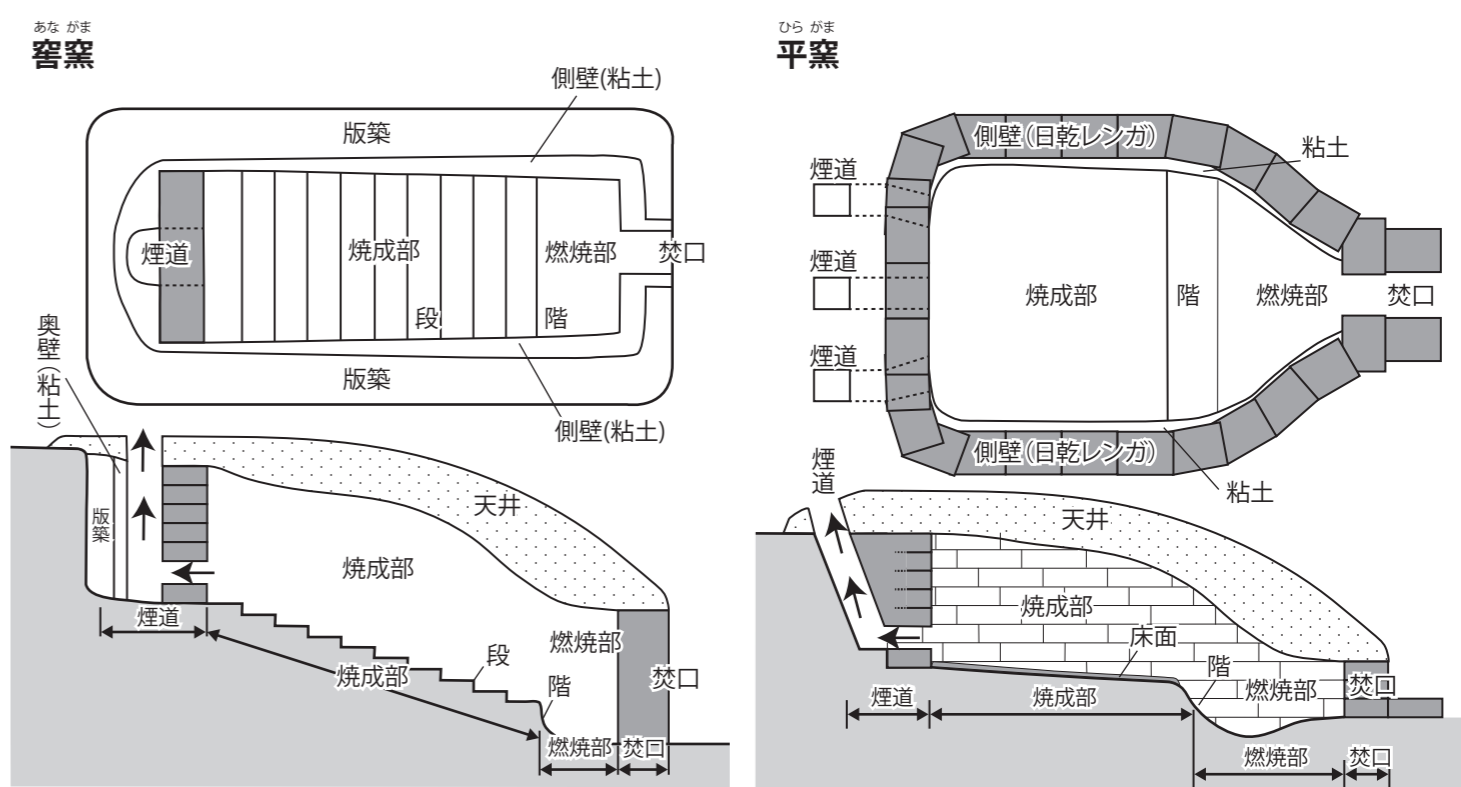 あな がま
窖窯
側壁(粘土)
版築
煙道
焼成部
燃焼部
焚口
段
階
版築
側壁(粘土)
奥壁(粘土)
版築
天井
焼成部
煙道
焼成部
段
燃焼部
階
焚口
燃焼部
焚口
ひら がま
平窯
側壁(日乾レンガ)
粘土
煙道
煙道
煙道
焼成部
階
燃焼部
焚口
側壁(日乾レンガ)
粘土
煙道
天井
焼成部
床面
階
燃焼部
焚口
煙道
焼成部
燃焼部
焚口